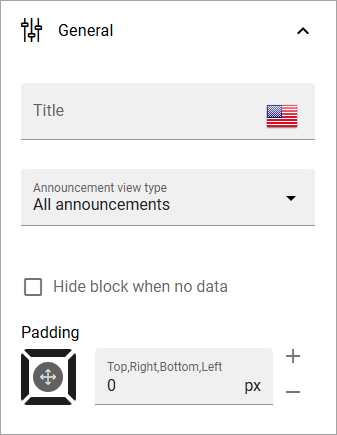 General
Title
Announcement view type
All announcements
Hide block when no data
Padding
Top,Right,Bottom,Left
0 px